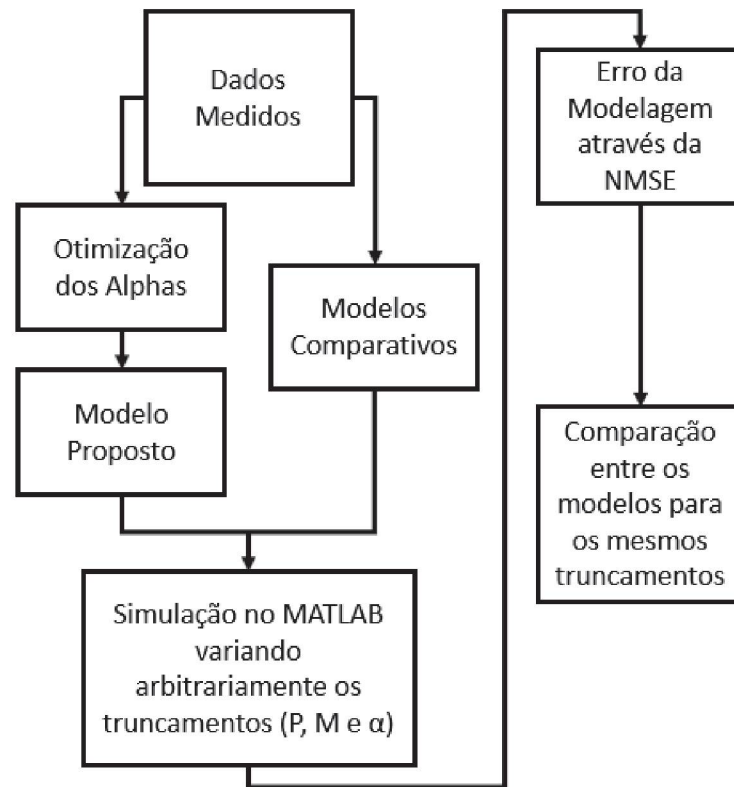 Dados
Medidos
Otimização
dos Alphas
Modelo
Proposto
Modelos
Comparativos
Simulação no MATLAB
variando
arbitrariamente os
truncamentos (P, M e α)
Erro da
Modelagem
através da
NMSE
Comparação
entre os
modelos para
os mesmos
truncamentos